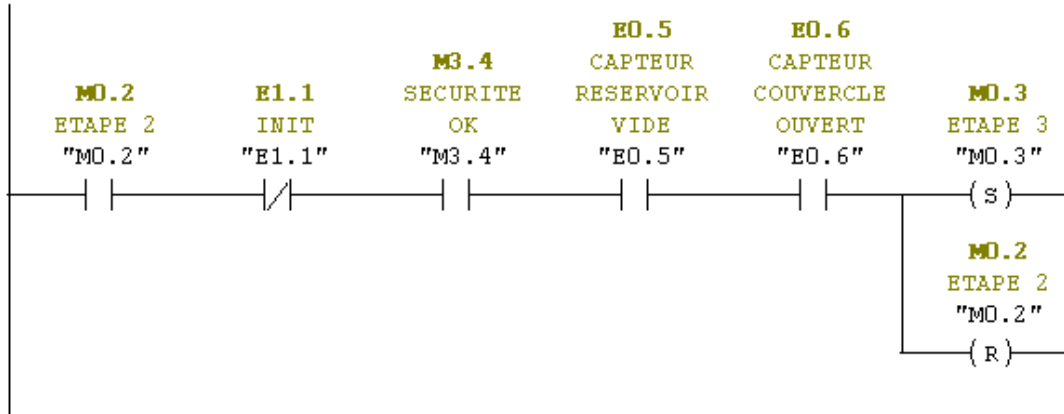 M0.2
ETAPE 2
"M0.2"
E1.1
INIT
"E1.1"
M3.4
SECURITE
OK
"M3.4"
E0.5
CAPTEUR
RESERVOIR
VIDE
"E0.5"
E0.6
CAPTEUR
COUVERCLE
OUVERT
"E0.6"
M0.3
ETAPE 3
"M0.3"
S
M0.2
ETAPE 2
"M0.2"
R